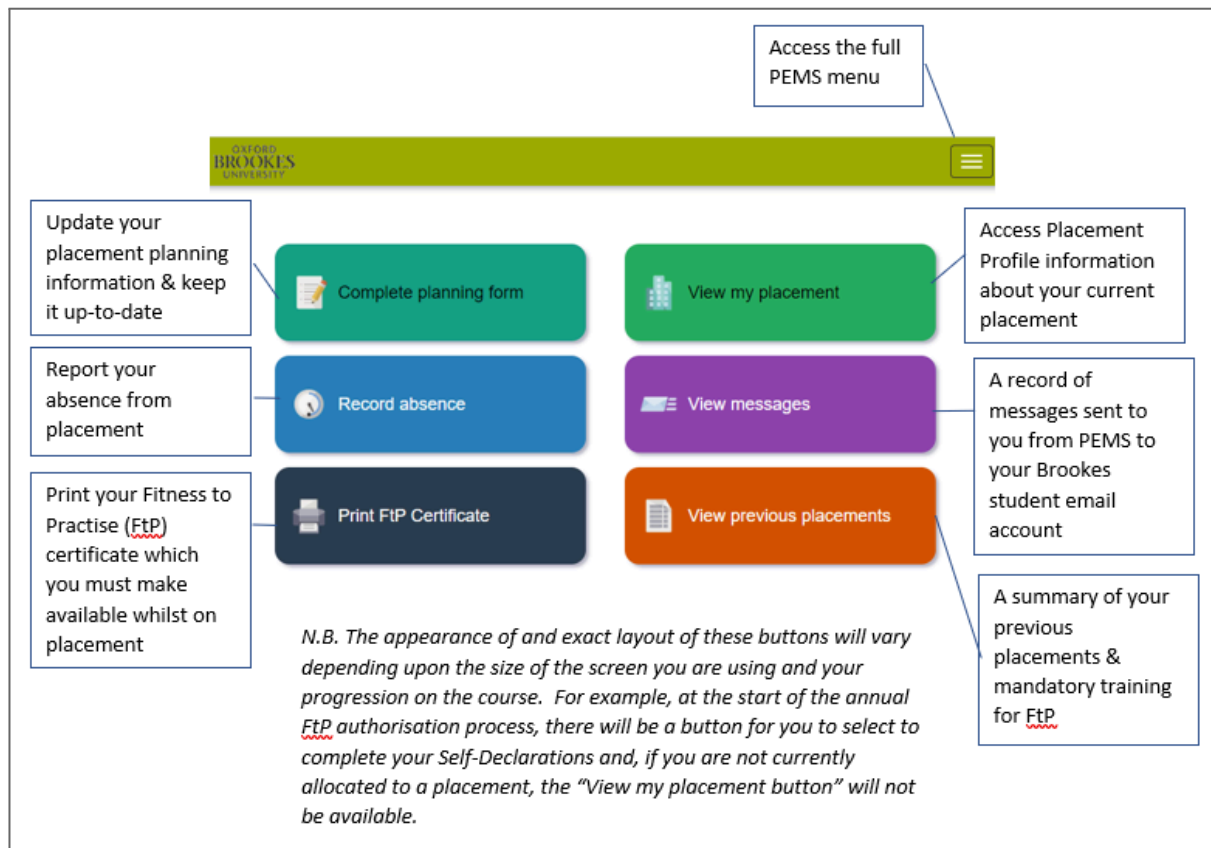 Access the full
PEMS menu
OXFORD
BROOKES
UNIVERSITY
Update your
placement planning
information & keep
it up-to-date
Complete planning form
View my placement
Access Placement
Profile information
about your current
placement
Report your
absence from
placement
Record absence
View messages
A record of
messages sent to
you from PEMS to
your Brookes
student email
account
Print your Fitness to
Practise (FtP)
certificate which
you must make
available whilst on
placement
Print FtP Certificate
View previous placements
A summary of your
previous
placements &
mandatory training
for FtP
N.B. The appearance of and exact layout of these buttons will vary
depending upon the size of the screen you are using and your
progression on the course.  For example, at the start of the annual
FtP authorisation process, there will be a button for you to select to
complete your Self-Declarations and, if you are not currently
allocated to a placement, the “View my placement button” will not
be available.